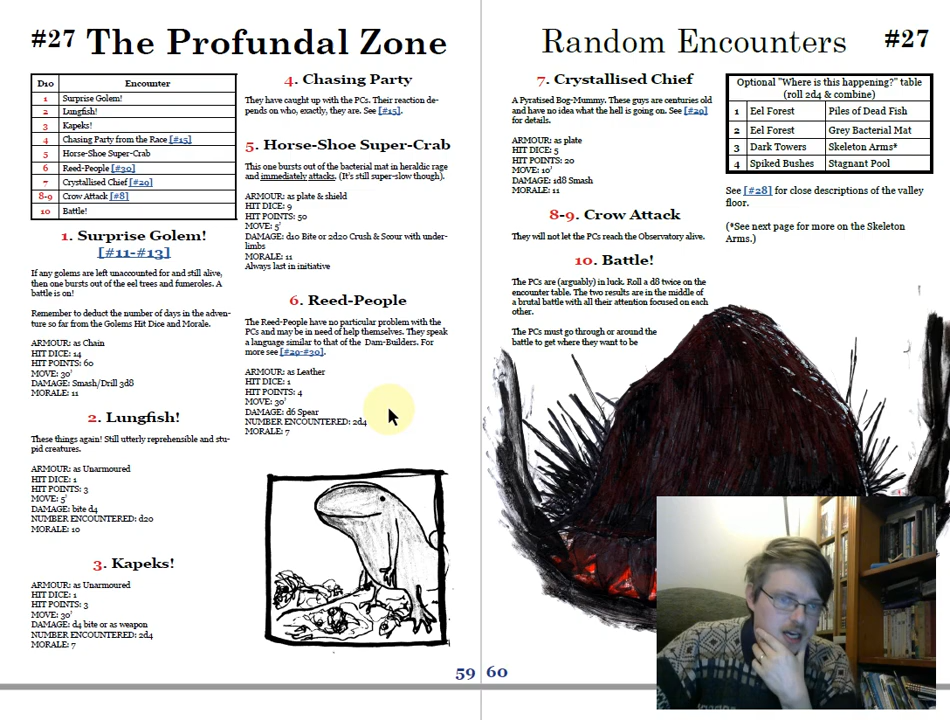 #27 The Profundal Zone
D10 Encounter
1 Surprise Golem!
2 Lungfish!
3 Kapeks!
4 Chasing Party from the Race [#15]
5 Horse-Shoe Super-Crab
6 Reed-People [#30]
7 Crystallised Chief [#29]
8-9 Crow Attack [#8]
10 Battle!
1. Surprise Golem!
[#11-#13]
If any golems are left unaccounted for and still alive,
then one bursts out of the eel trees and fumeroles. A
battle is on!
Remember to deduct the number of days in the adven-
ture so far from the Golems Hit Dice and Morale.
ARMOUR: as Chain
HIT DICE: 14
HIT POINTS: 60
MOVE: 30'
DAMAGE: Smash/Drill 3d8
MORALE: 11
2. Lungfish!
These things again! Still utterly reprehensible and stu-
pid creatures.
ARMOUR: as Unarmoured
HIT DICE: 1
HIT POINTS: 3
MOVE: 5'
DAMAGE: bite d4
NUMBER ENCOUNTERED: d20
MORALE: 10
3. Kapeks!
ARMOUR: as Unarmoured
HIT DICE: 1
HIT POINTS: 3
MOVE: 30'
DAMAGE: d4 bite or as weapon
NUMBER ENCOUNTERED: 2d4
MORALE: 7
4. Chasing Party
They have caught up with the PCs. Their reaction de-
pends on who, exactly, they are. See [#15].
5. Horse-Shoe Super-Crab
This one bursts out of the bacterial mat in heraldic rage
and immediately attacks. (It's still super-slow though).
ARMOUR: as plate & shield
HIT DICE: 9
HIT POINTS: 50
MOVE: 5'
DAMAGE: d10 Bite or 2d20 Crush & Scour with under-
limbs
MORALE: 11
Always last in initiative
6. Reed-People
The Reed-People have no particular problem with the
PCs and may be in need of help themselves. They speak
a language similar to that of the Dam-Builders. For
more see [#29-#30].
ARMOUR: as Leather
HIT DICE: 1
HIT POINTS: 4
MOVE: 30'
DAMAGE: d6 Spear
NUMBER ENCOUNTERED: 2d4
MORALE: 7
59
Random Encounters #27
7. Crystallised Chief
A Pyratised Bog-Mummy. These guys are centuries old
and have no idea what the hell is going on. See [#29]
for details.
ARMOUR: as plate
HIT DICE: 5
HIT POINTS: 20
MOVE: 10'
DAMAGE: 1d8 Smash
MORALE: 11
8-9. Crow Attack
They will not let the PCs reach the Observatory alive.
10. Battle!
The PCs are (arguably) in luck. Roll a d8 twice on the
encounter table. The two results are in the middle of
a brutal battle with all their attention focused on each
other.
The PCs must go through or around the
battle to get where they want to be
Optional "Where is this happening?" table
(roll 2d4 & combine)
1 Eel Forest Piles of Dead Fish
2 Eel Forest Grey Bacterial Mat
3 Dark Towers Skeleton Arms*
4 Spiked Bushes Stagnant Pool
See [#28] for close descriptions of the valley
floor.
(*See next page for more on the Skeleton
Arms.)
60